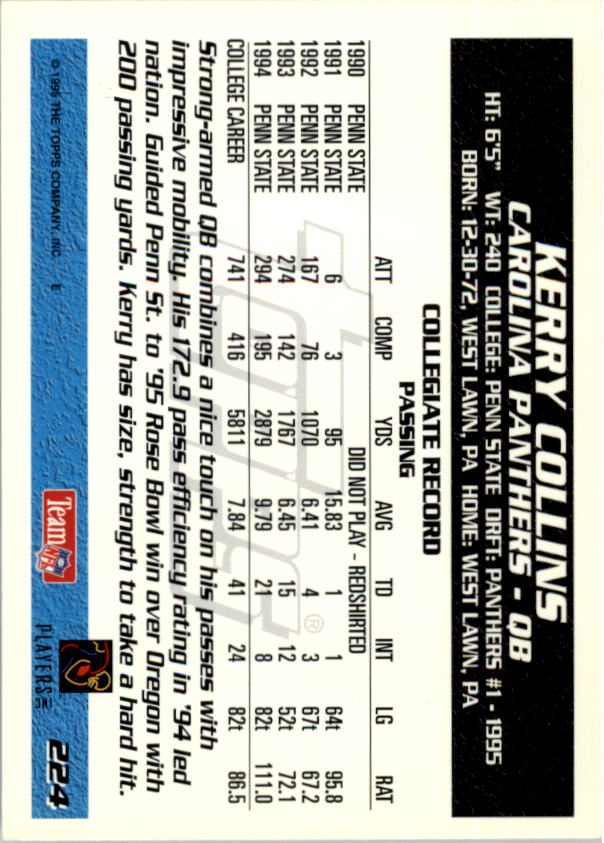 KERRY COLLINS
CAROLINA PANTHERS - QB
HT: 6'5" WT: 240 COLLEGE: PENN STATE DRFT: PANTHERS #1 - 1995
BORN: 12-30-72, WEST LAWN, PA HOME: WEST LAWN, PA
COLLEGIATE RECORD
PASSING
ATT COMP YDS AVG TD INT LG RAT
1990 PENN STATE DID NOT PLAY - REDSHIRTED
1991 PENN STATE 6 3 95 15.83 1 1 64t 95.8
1992 PENN STATE 167 76 1070 6.41 4 3 67t 67.2
1993 PENN STATE 274 142 1767 6.45 15 12 52t 72.1
1994 PENN STATE 294 195 2879 9.79 21 8 82t 111.0
COLLEGE CAREER 741 416 5811 7.84 41 24 82t 86.5
Topps ®
Strong-armed QB combines a nice touch on his passes with
impressive mobility. His 172.9 pass efficiency rating in '94 led
nation. Guided Penn St. to '95 Rose Bowl win over Oregon with
200 passing yards. Kerry has size, strength to take a hard hit.
© 1995 THE TOPPS COMPANY, INC. E
Team NFL
PLAYERS INC
224